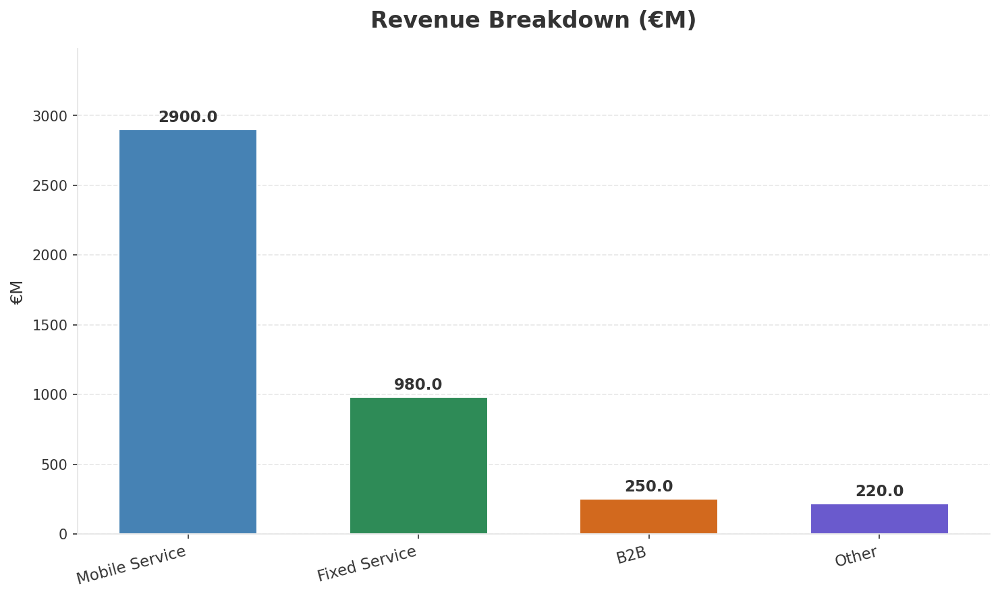 Revenue Breakdown (€M)
€M
3000
2500
2000
1500
1000
500
0
2900.0
980.0
250.0
220.0
Mobile Service
Fixed Service
B2B
Other